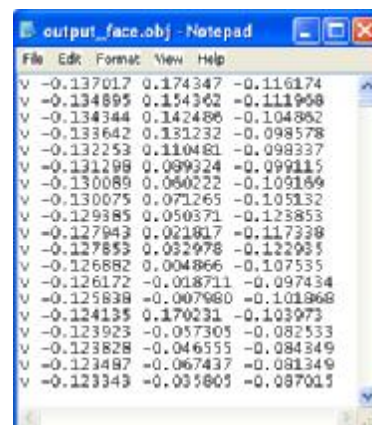 output_face.obj - Notepad
File Edit Format View Help
v -0.137017 0.174347 -0.116174
v -0.134895 0.154362 -0.111968
v -0.134344 0.142486 -0.104862
v -0.133642 0.131232 -0.098578
v -0.132253 0.110481 -0.098337
v -0.131298 0.089324 -0.099115
v -0.130089 0.060222 -0.109169
v -0.130075 0.071265 -0.105132
v -0.129385 0.050371 -0.123853
v -0.127943 0.021817 -0.117338
v -0.127853 0.032978 -0.122935
v -0.126882 0.004866 -0.107535
v -0.126172 -0.018711 -0.097434
v -0.125838 -0.007980 -0.101868
v -0.124135 0.170231 -0.103973
v -0.123923 -0.057305 -0.082533
v -0.123828 -0.046555 -0.084349
v -0.123487 -0.067437 -0.081349
v -0.123343 -0.035805 -0.087015